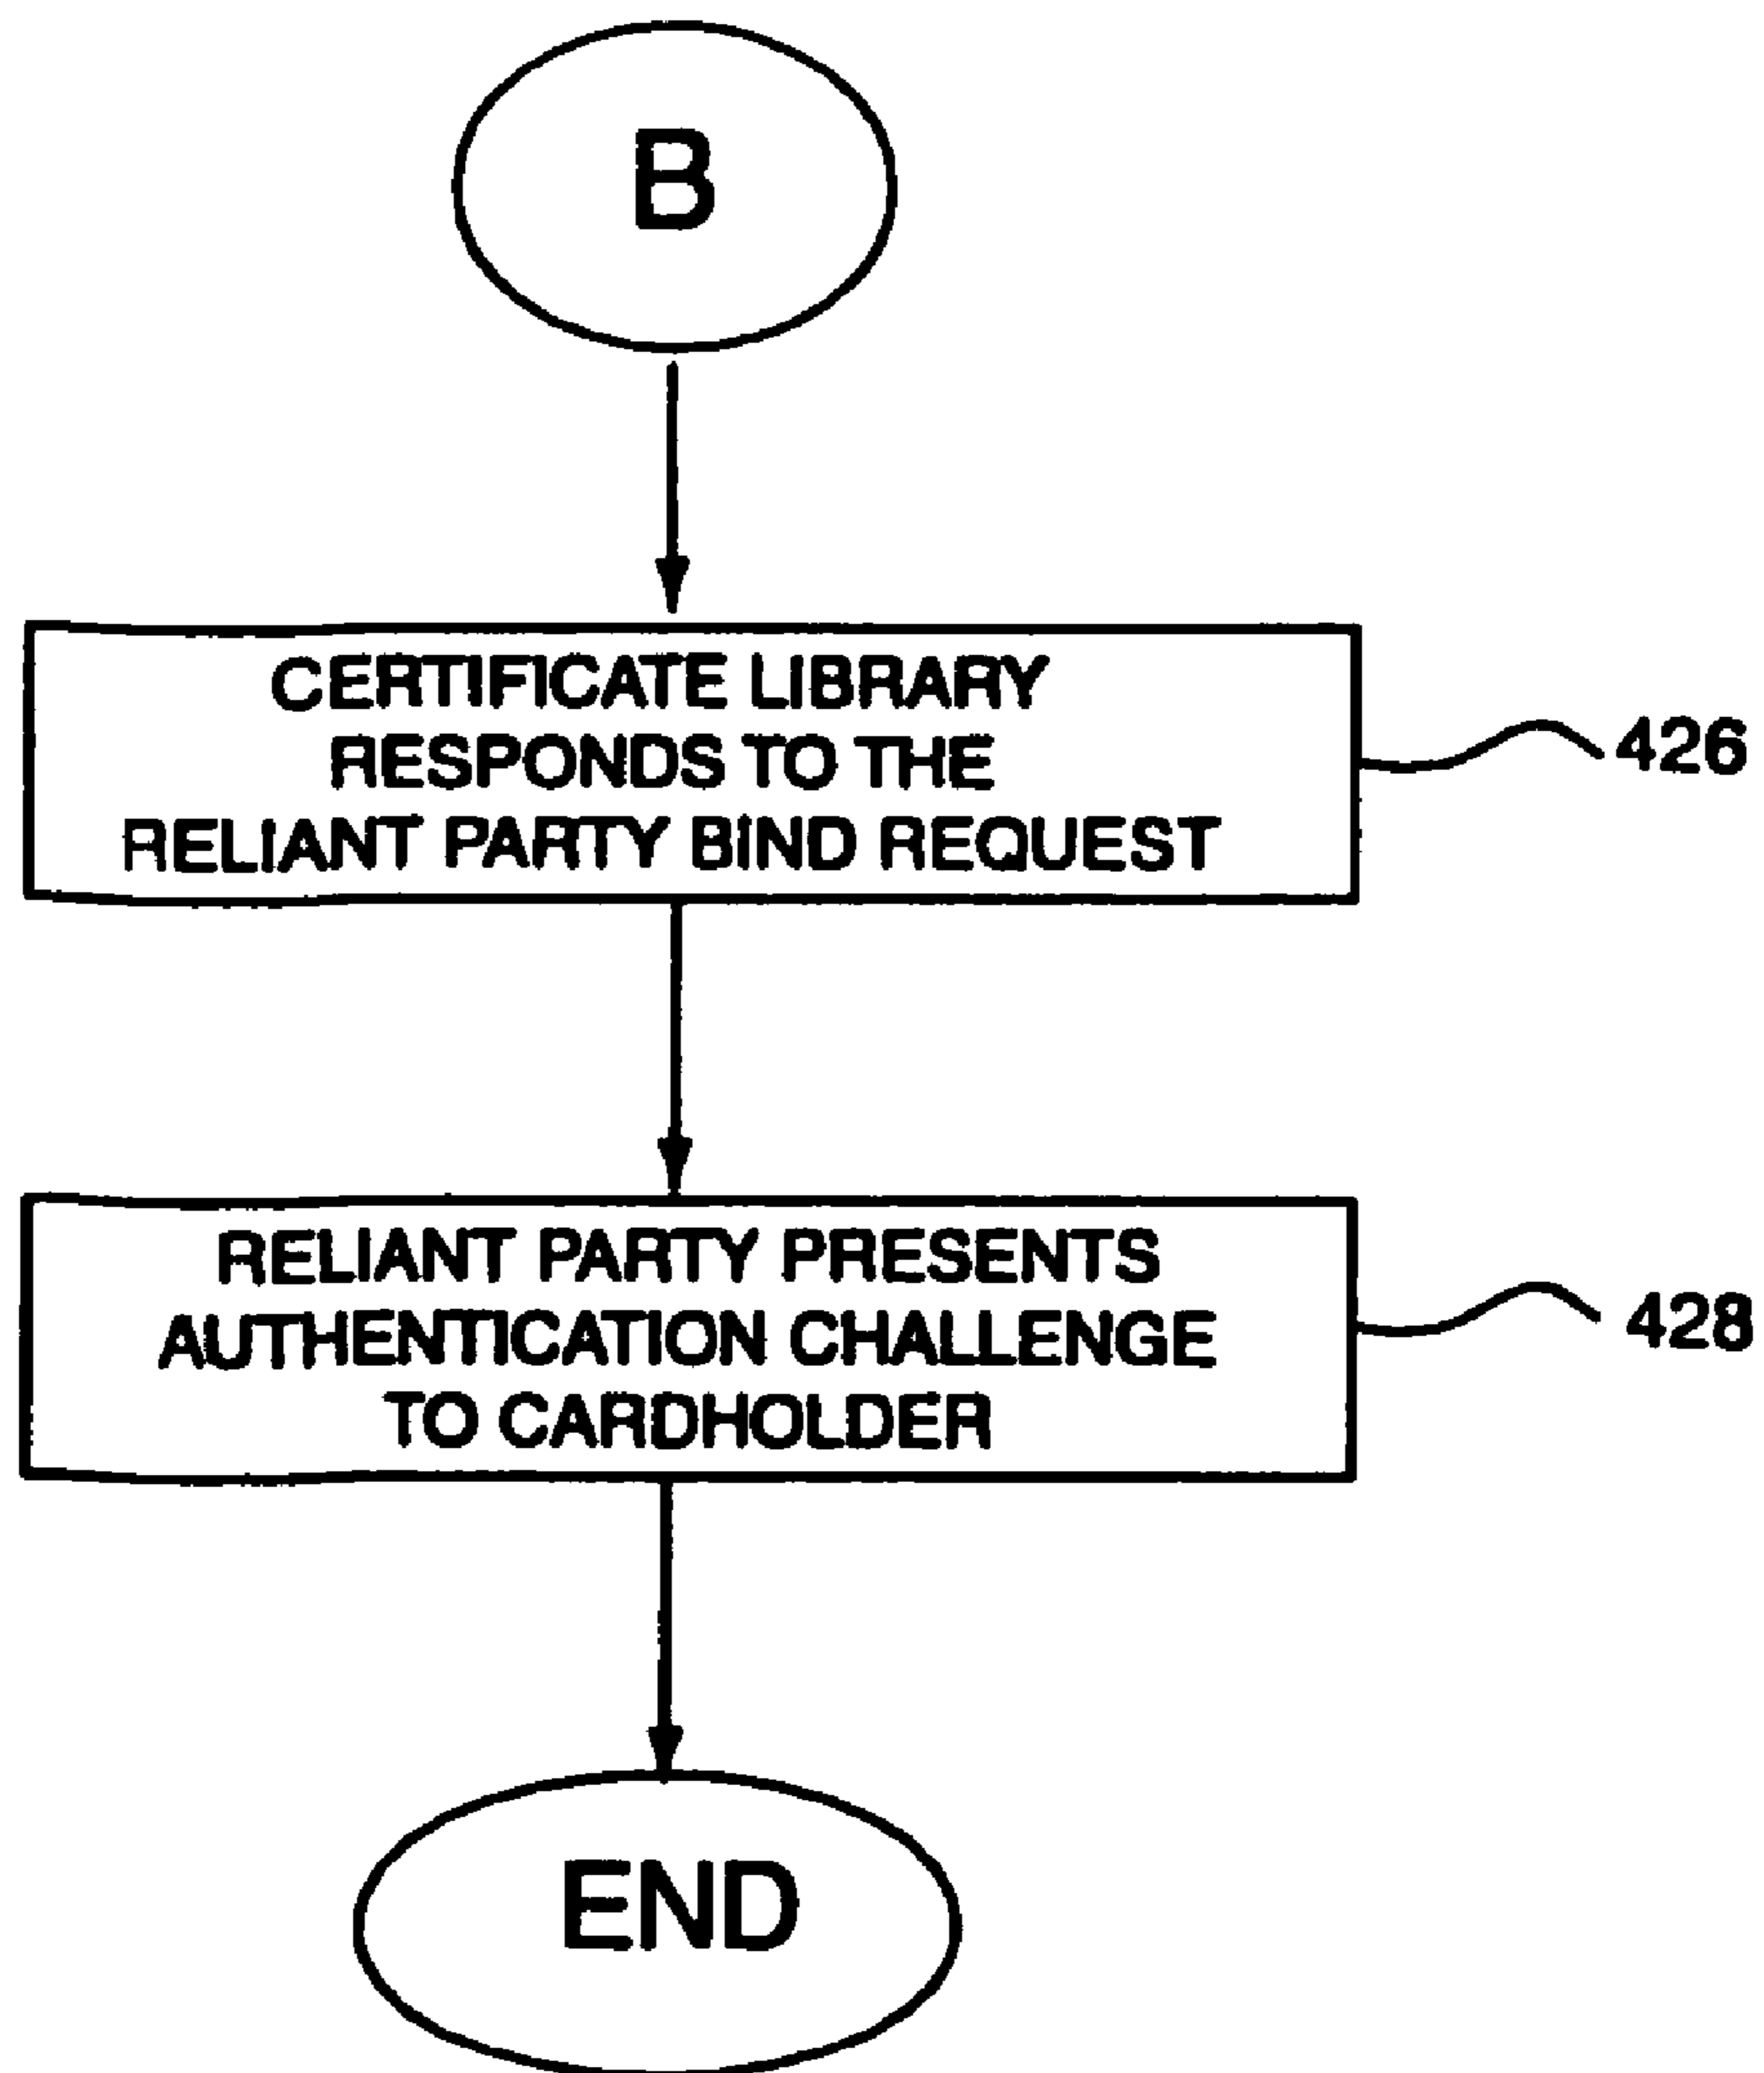 B
CERTIFICATE LIBRARY
RESPONDS TO THE
RELIANT PARTY BIND REQUEST
426
RELIANT PARTY PRESENTS
AUTHENTICATION CHALLENGE
TO CARDHOLDER
428
END